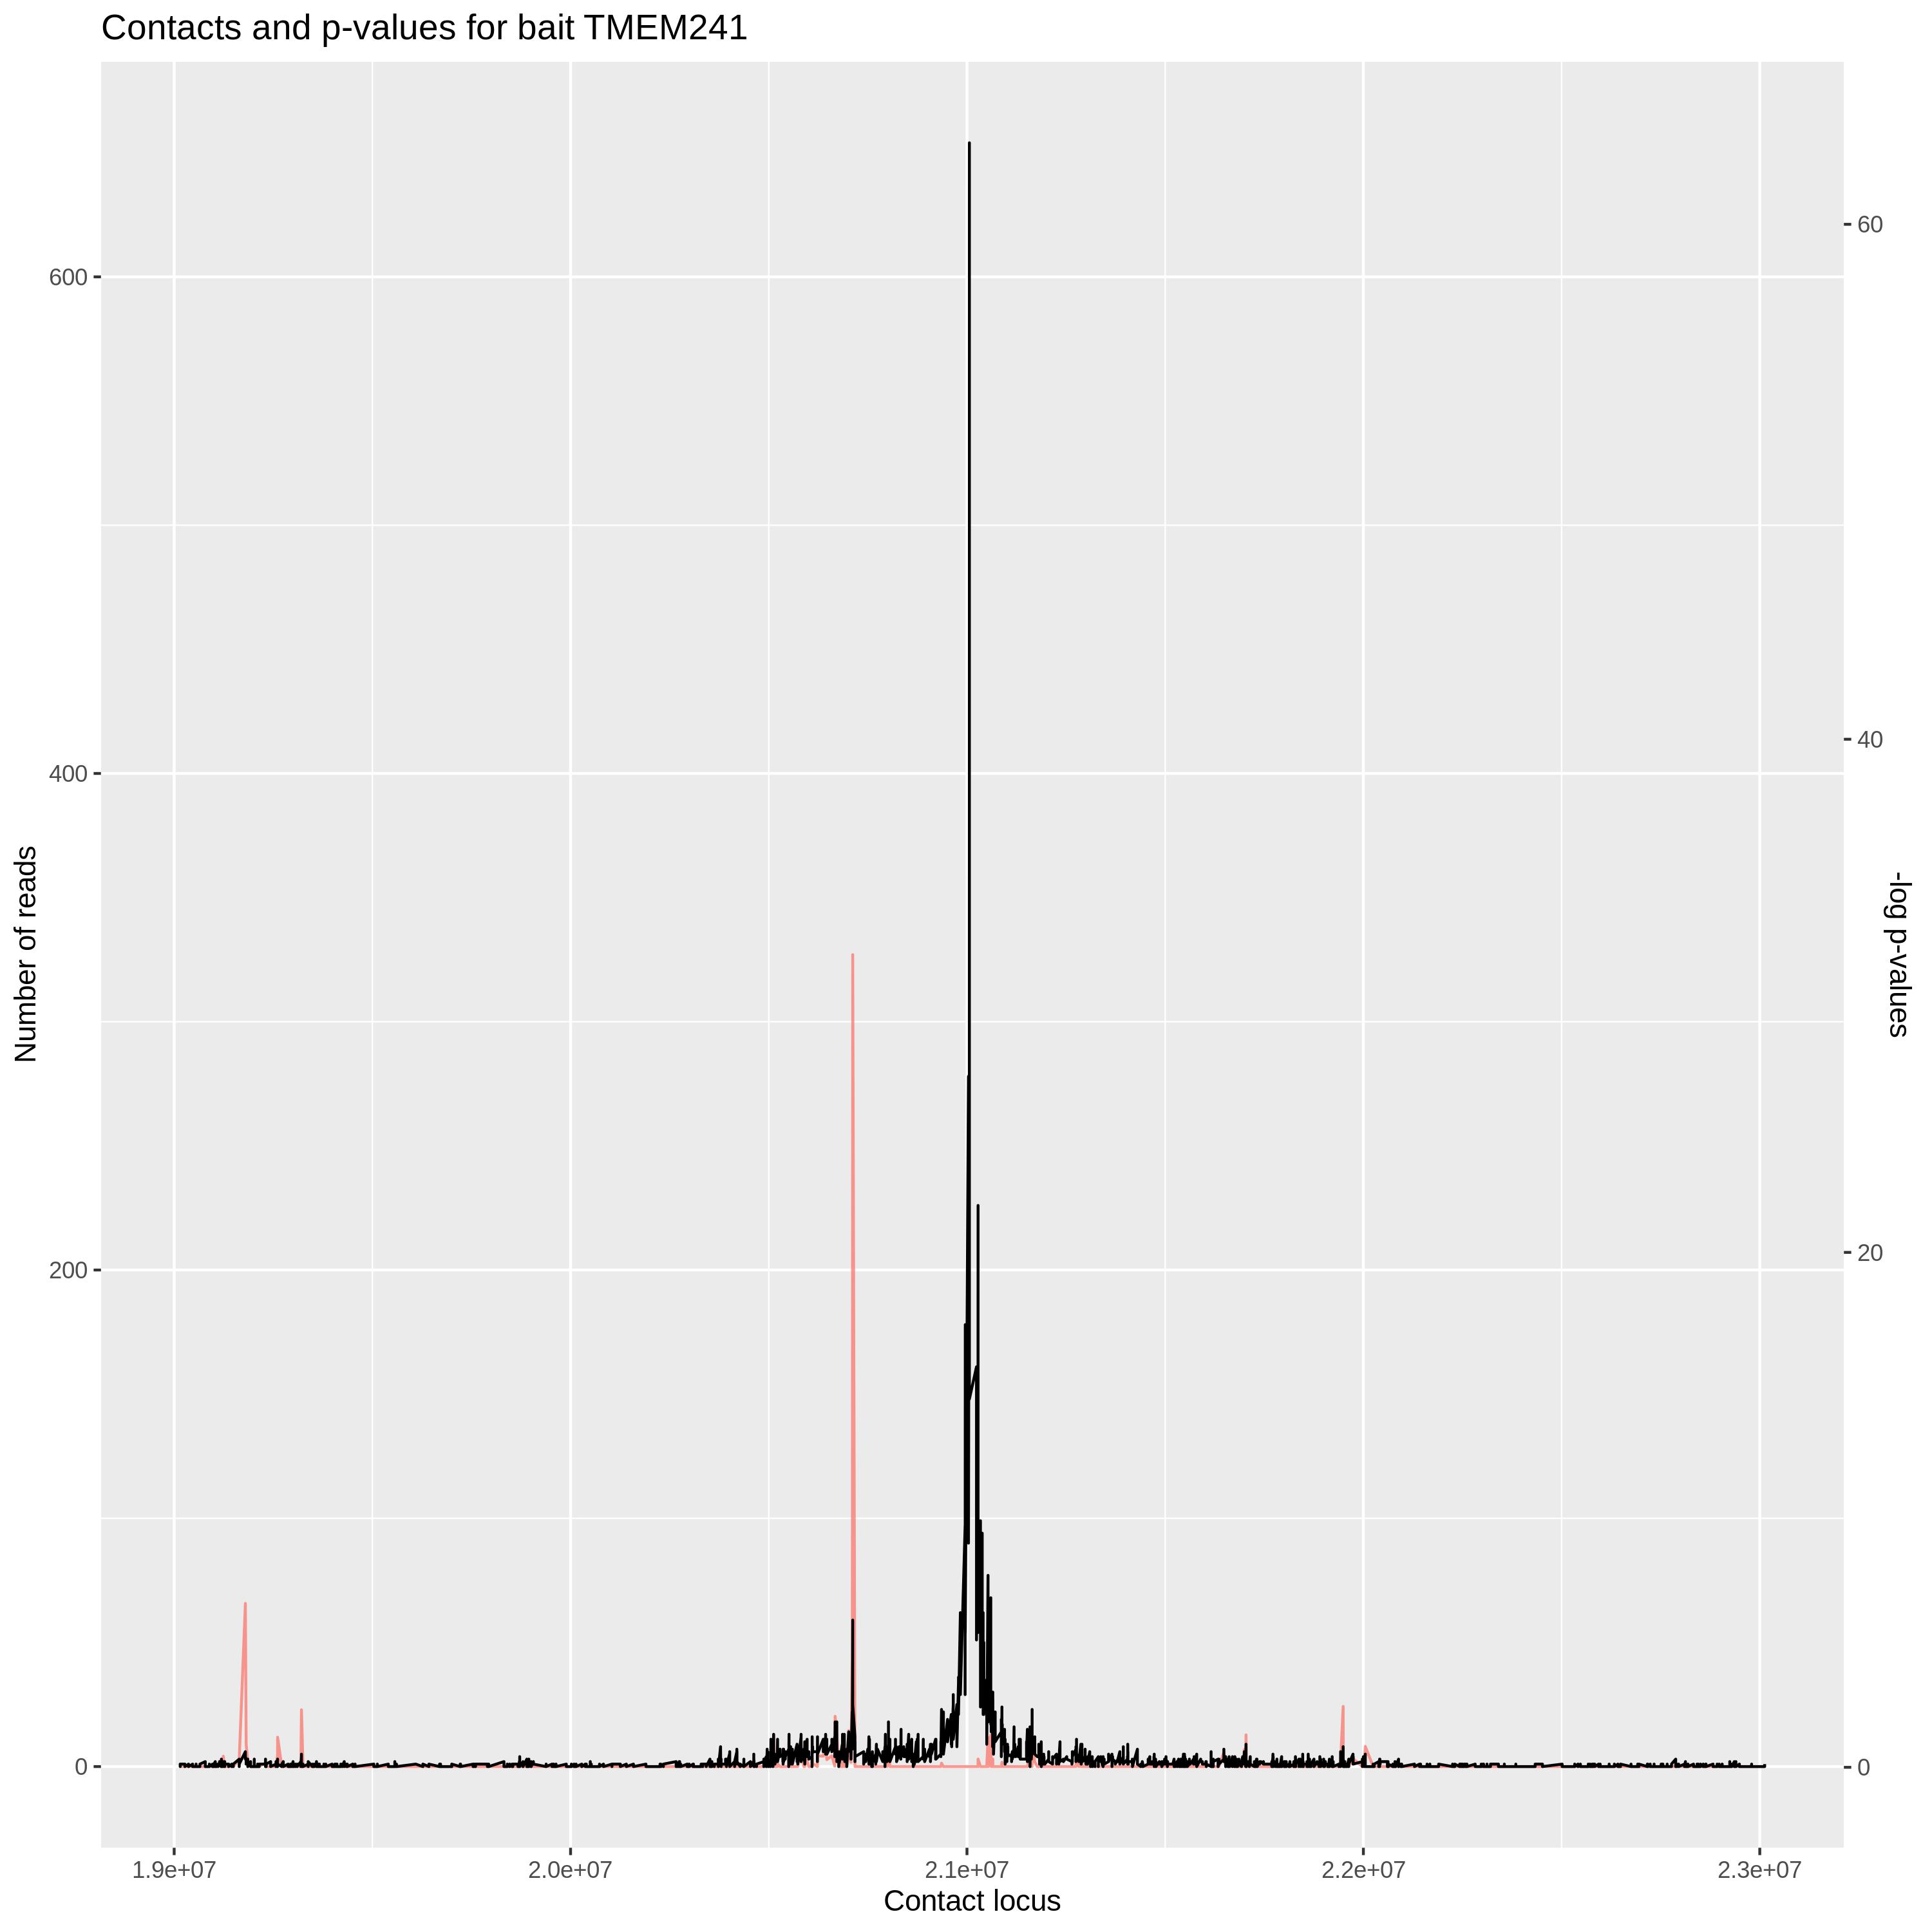 Contacts and p-values for bait TMEM241
Number of reads
600
400
200
0
60
40
20
0
-log p-values
1.9e+07 2.0e+07 2.1e+07 2.2e+07 2.3e+07
Contact locus